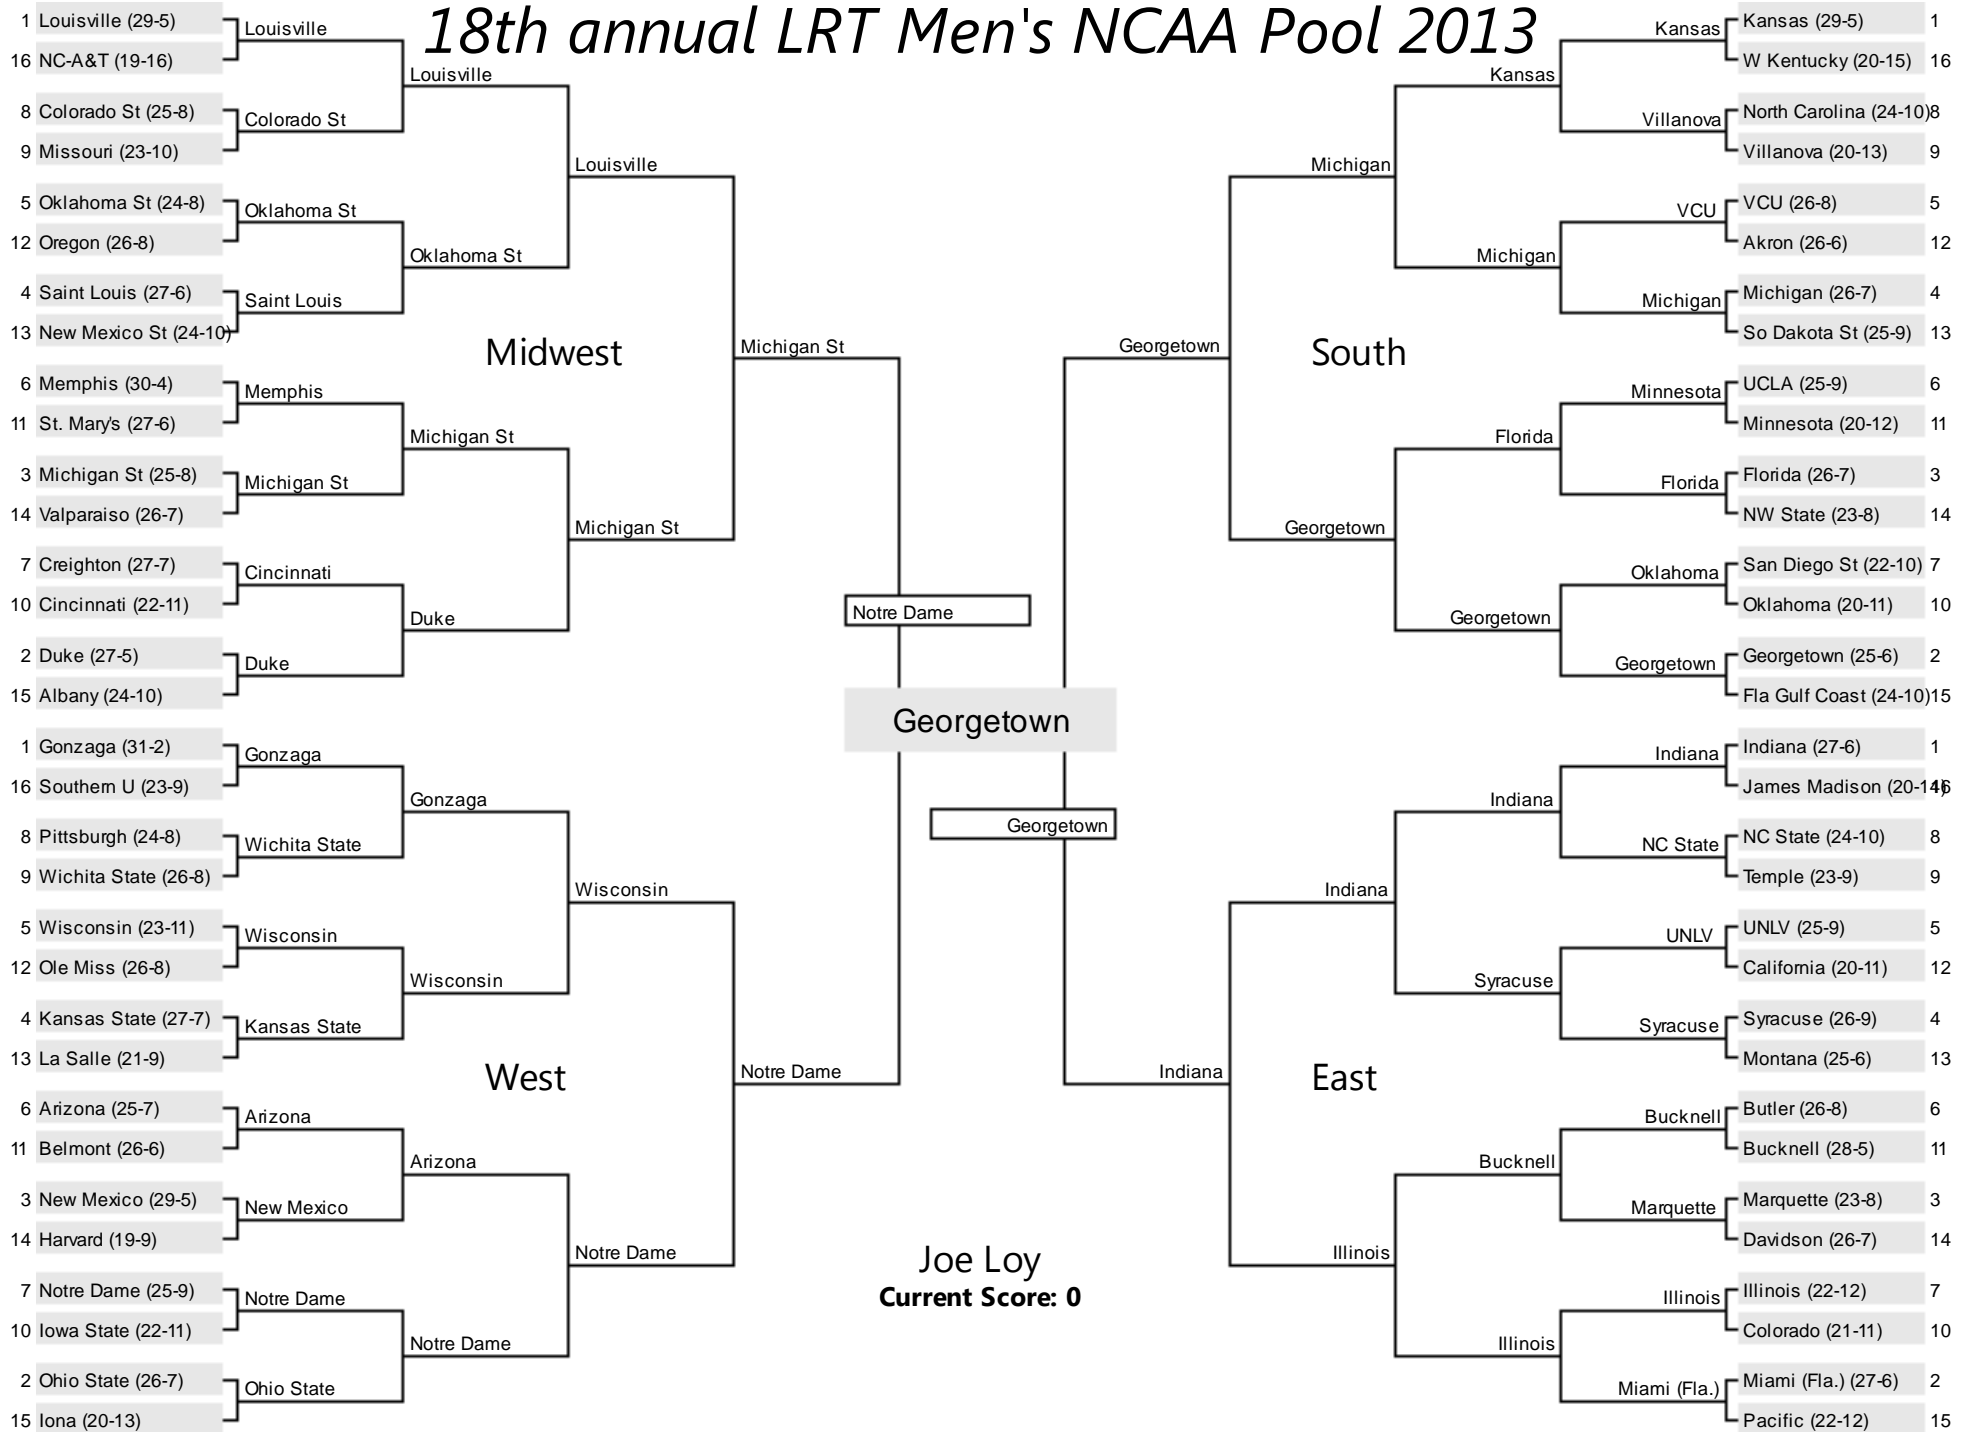 18th annual LRT Men's NCAA Pool 2013
1 Louisville (29-5)
16 NC-A&T (19-16)
8 Colorado St (25-8)
9 Missouri (23-10)
5 Oklahoma St (24-8)
12 Oregon (26-8)
4 Saint Louis (27-6)
13 New Mexico St (24-10)
6 Memphis (30-4)
11 St. Mary's (27-6)
3 Michigan St (25-8)
14 Valparaiso (26-7)
7 Creighton (27-7)
10 Cincinnati (22-11)
2 Duke (27-5)
15 Albany (24-10)
Louisville
Colorado St
Oklahoma St
Saint Louis
Memphis
Michigan St
Cincinnati
Duke
Louisville
Oklahoma St
Michigan St
Duke
Louisville
Michigan St
Midwest
Michigan St
1 Gonzaga (31-2)
16 Southern U (23-9)
8 Pittsburgh (24-8)
9 Wichita State (26-8)
5 Wisconsin (23-11)
12 Ole Miss (26-8)
4 Kansas State (27-7)
13 La Salle (21-9)
6 Arizona (25-7)
11 Belmont (26-6)
3 New Mexico (29-5)
14 Harvard (19-9)
7 Notre Dame (25-9)
10 Iowa State (22-11)
2 Ohio State (26-7)
15 Iona (20-13)
Gonzaga
Wichita State
Wisconsin
Kansas State
Arizona
New Mexico
Notre Dame
Ohio State
Gonzaga
Wisconsin
Arizona
Notre Dame
Wisconsin
Notre Dame
West
Notre Dame
Notre Dame
Georgetown
Georgetown
Joe Loy
Current Score: 0
Kansas (29-5) 1
W Kentucky (20-15) 16
North Carolina (24-10) 8
Villanova (20-13) 9
VCU (26-8) 5
Akron (26-6) 12
Michigan (26-7) 4
So Dakota St (25-9) 13
UCLA (25-9) 6
Minnesota (20-12) 11
Florida (26-7) 3
NW State (23-8) 14
San Diego St (22-10) 7
Oklahoma (20-11) 10
Georgetown (25-6) 2
Fla Gulf Coast (24-10) 15
Kansas
Villanova
VCU
Michigan
Minnesota
Florida
Oklahoma
Georgetown
Kansas
Michigan
Florida
Georgetown
Michigan
Georgetown
South
Georgetown
Indiana (27-6) 1
James Madison 16
NC State (24-10) 8
Temple (23-9) 9
UNLV (25-9) 5
California (20-11) 12
Syracuse (26-9) 4
Montana (25-6) 13
Butler (26-8) 6
Bucknell (28-5) 11
Marquette (23-8) 3
Davidson (26-7) 14
Illinois (22-12) 7
Colorado (21-11) 10
Miami (Fla.) (27-6) 2
Pacific (22-12) 15
Indiana
NC State
UNLV
Syracuse
Bucknell
Marquette
Illinois
Miami (Fla.)
Indiana
Syracuse
Bucknell
Illinois
Indiana
Illinois
East
Indiana